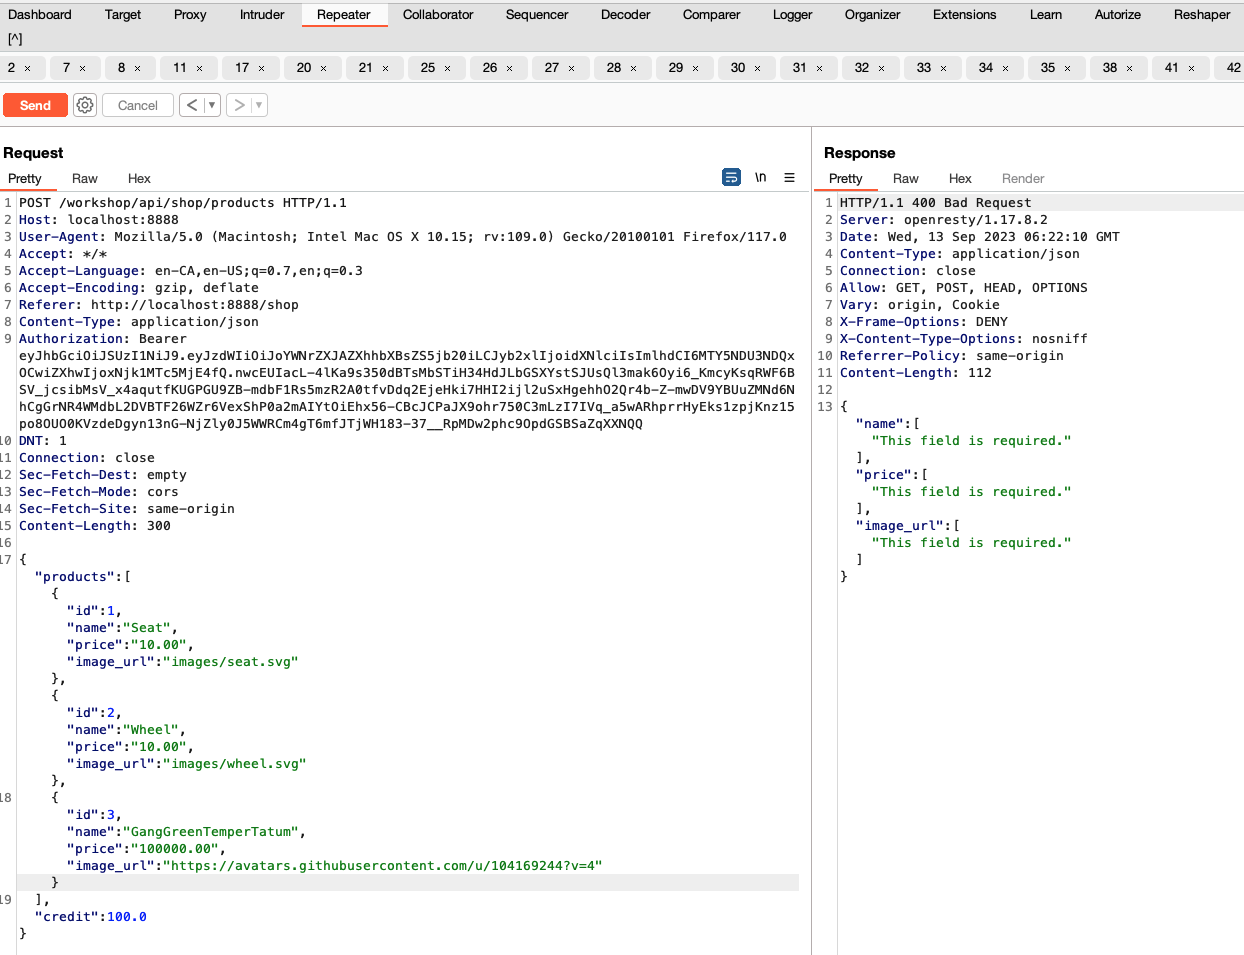 Dashboard Target Proxy Intruder Repeater Collaborator Sequencer Decoder Comparer Logger Organizer Extensions Learn Autorize Reshaper
[^]
2 × 7 × 8 × 11 × 17 × 20 × 21 × 25 × 26 × 27 × 28 × 29 × 30 × 31 × 32 × 33 × 34 × 35 × 38 × 41 × 42
Send Cancel < ▼ > ▼
Request
Pretty Raw Hex \n
1 POST /workshop/api/shop/products HTTP/1.1
2 Host: localhost:8888
3 User-Agent: Mozilla/5.0 (Macintosh; Intel Mac OS X 10.15; rv:109.0) Gecko/20100101 Firefox/117.0
4 Accept: */*
5 Accept-Language: en-CA,en-US;q=0.7,en;q=0.3
6 Accept-Encoding: gzip, deflate
7 Referer: http://localhost:8888/shop
8 Content-Type: application/json
9 Authorization: Bearer
eyJhbGciOiJSUzI1NiJ9.eyJzdWIiOiJoYWNrZXJAZXhhbXBsZS5jb20iLCJyb2xlIjoidXNlciIsImlhdCI6MTY5NDU3NDQx
OCwiZXhwIjoxNjk1MTc5MjE4fQ.nwcEUIacL-4lKa9s350dBTsMbSTiH34HdJLbGSXYstSJUsQl3mak6Oyi6_KmcyKsqRWF6B
SV_jcsibMsV_x4aqutfKUGPGU9ZB-mdbF1Rs5mzR2A0tfvDdq2EjeHki7HHI2ijl2uSxHgehhO2Qr4b-Z-mwDV9YBUuZMNd6N
hCgGrNR4WMdbL2DVBTF26WZr6VexShP0a2mAIYtOiEhx56-CBcJCPaJX9ohr750C3mLzI7IVq_a5wARhprrHyEks1zpjKnz15
po8OUO0KVzdeDgyn13nG-NjZly0J5WWRCm4gT6mfJTjWH183-37__RpMDw2phc9OpdGSBSaZqXXNQQ
10 DNT: 1
11 Connection: close
12 Sec-Fetch-Dest: empty
13 Sec-Fetch-Mode: cors
14 Sec-Fetch-Site: same-origin
15 Content-Length: 300
16
17 {
"products":[
{
"id":1,
"name":"Seat",
"price":"10.00",
"image_url":"images/seat.svg"
},
{
"id":2,
"name":"Wheel",
"price":"10.00",
"image_url":"images/wheel.svg"
},
18 {
"id":3,
"name":"GangGreenTemperTatum",
"price":"100000.00",
"image_url":"https://avatars.githubusercontent.com/u/104169244?v=4"
}
19 ],
"credit":100.0
}
Response
Pretty Raw Hex Render
1 HTTP/1.1 400 Bad Request
2 Server: openresty/1.17.8.2
3 Date: Wed, 13 Sep 2023 06:22:10 GMT
4 Content-Type: application/json
5 Connection: close
6 Allow: GET, POST, HEAD, OPTIONS
7 Vary: origin, Cookie
8 X-Frame-Options: DENY
9 X-Content-Type-Options: nosniff
10 Referrer-Policy: same-origin
11 Content-Length: 112
12
13 {
"name":[
"This field is required."
],
"price":[
"This field is required."
],
"image_url":[
"This field is required."
]
}